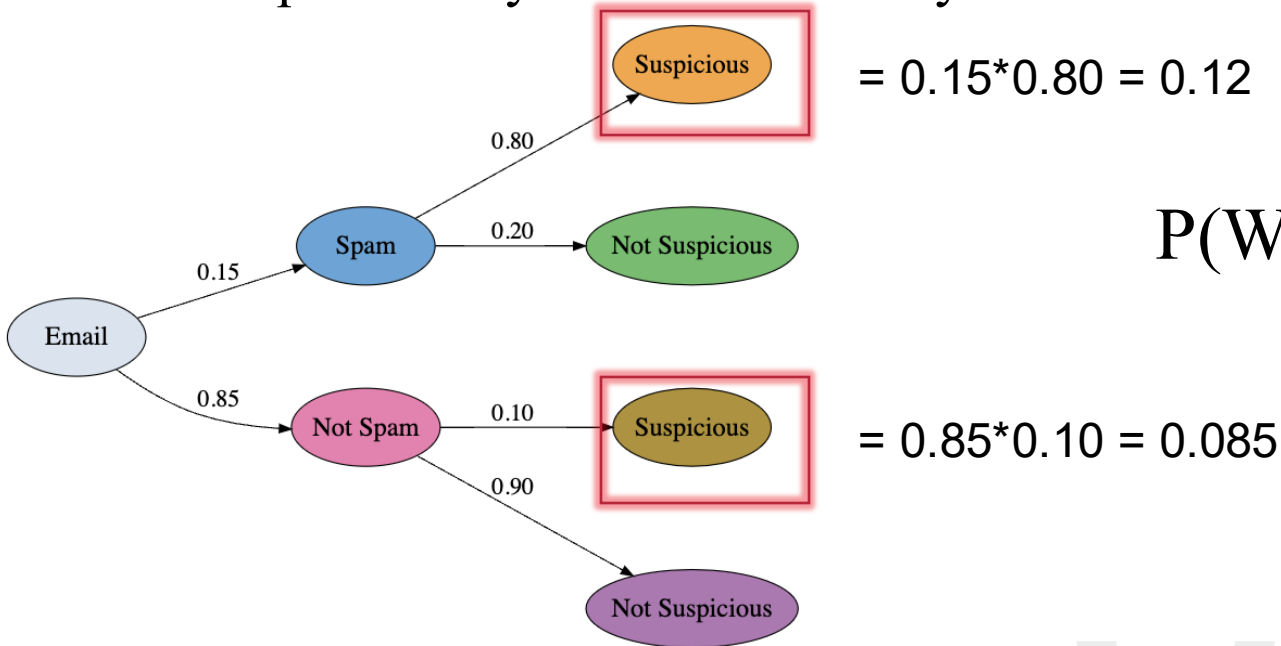 Suspicious
= 0.15*0.80 = 0.12
0.80
Spam
0.20
Not Suspicious
P(W
0.15
Email
0.85
Not Spam
0.10
Suspicious
= 0.85*0.10 = 0.085
0.90
Not Suspicious